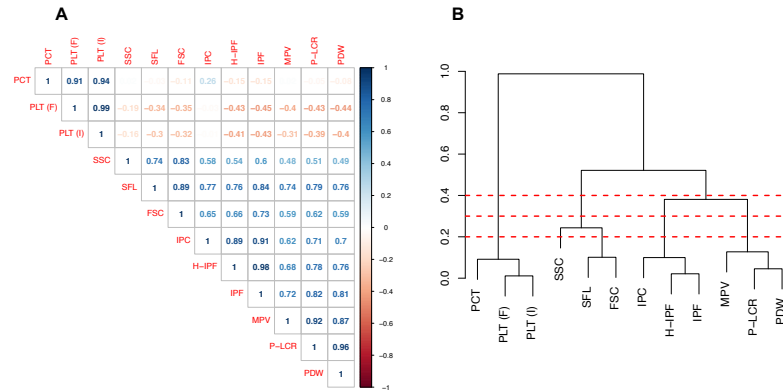 A
B
PCT PLT (F) PLT (I) SSC SFL FSC IPC H−IPF IPF MPV P−LCR PDW
PCT 1 0.91 0.94 −0.11 0.26 −0.15 −0.15
PLT (F) 1 0.99 −0.19 −0.34 −0.35 −0.43 −0.45 −0.4 −0.43 −0.44
PLT (I) 1 −0.16 −0.3 −0.32 −0.41 −0.43 −0.31 −0.39 −0.4
SSC 1 0.74 0.83 0.58 0.54 0.6 0.48 0.51 0.49
SFL 1 0.89 0.77 0.76 0.84 0.74 0.79 0.76
FSC 1 0.65 0.66 0.73 0.59 0.62 0.59
IPC 1 0.89 0.91 0.62 0.71 0.7
H−IPF 1 0.98 0.68 0.78 0.76
IPF 1 0.72 0.82 0.81
MPV 1 0.92 0.87
P−LCR 1 0.96
PDW 1
1
0.8
0.6
0.4
0.2
0
−0.2
−0.4
−0.6
−0.8
−1
1.0
0.8
0.6
0.4
0.2
0.0
PCT
PLT (F)
PLT (I)
SSC
SFL
FSC
IPC
H−IPF
IPF
MPV
P−LCR
PDW